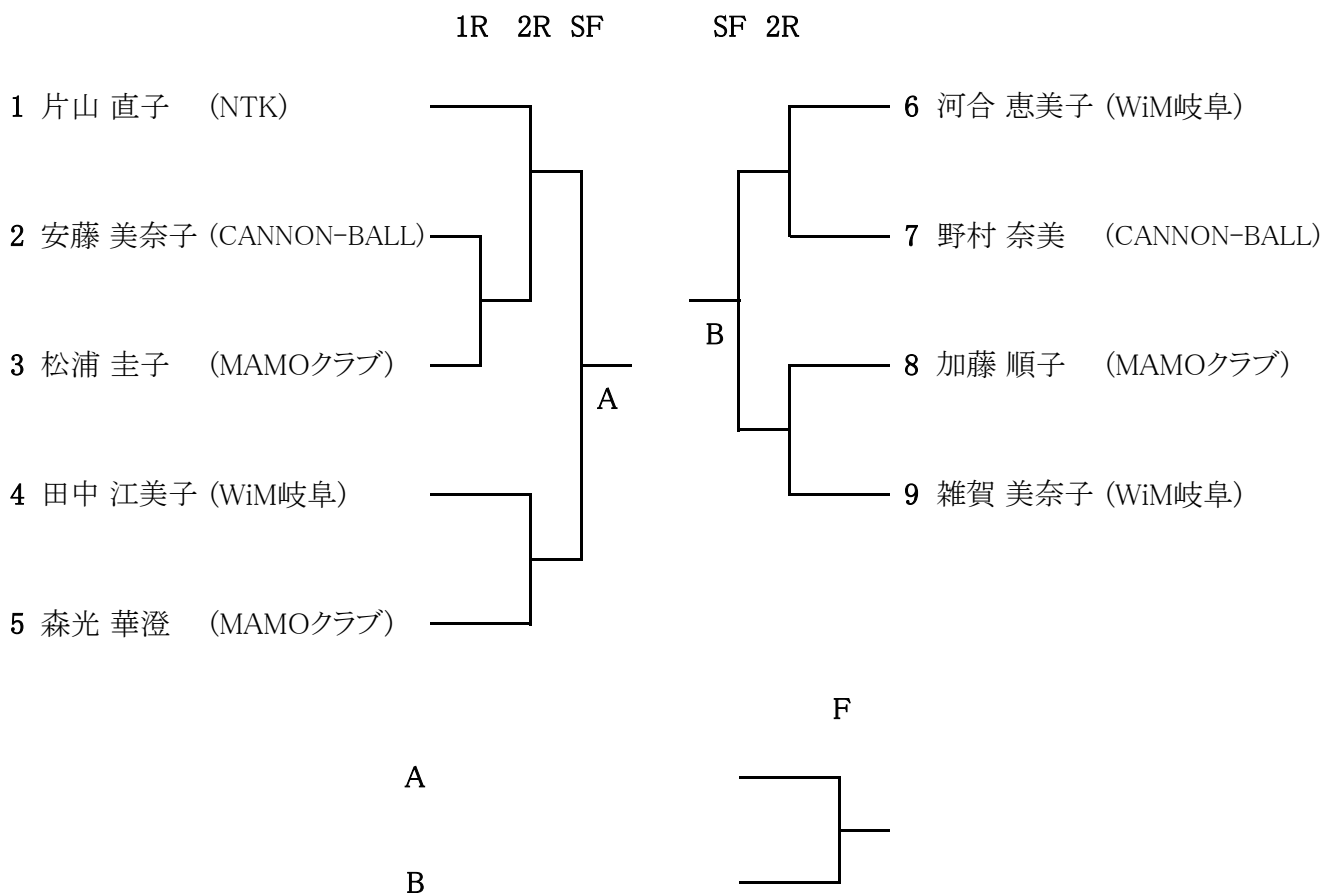 1R 2R SF SF 2R
1 片山 直子 (NTK)
6 河合 恵美子 (WiM岐阜)
2 安藤 美奈子 (CANNON-BALL)
7 野村 奈美 (CANNON-BALL)
B
3 松浦 圭子 (MAMOクラブ)
8 加藤 順子 (MAMOクラブ)
A
4 田中 江美子 (WiM岐阜)
9 雑賀 美奈子 (WiM岐阜)
5 森光 華澄 (MAMOクラブ)
F
A
B